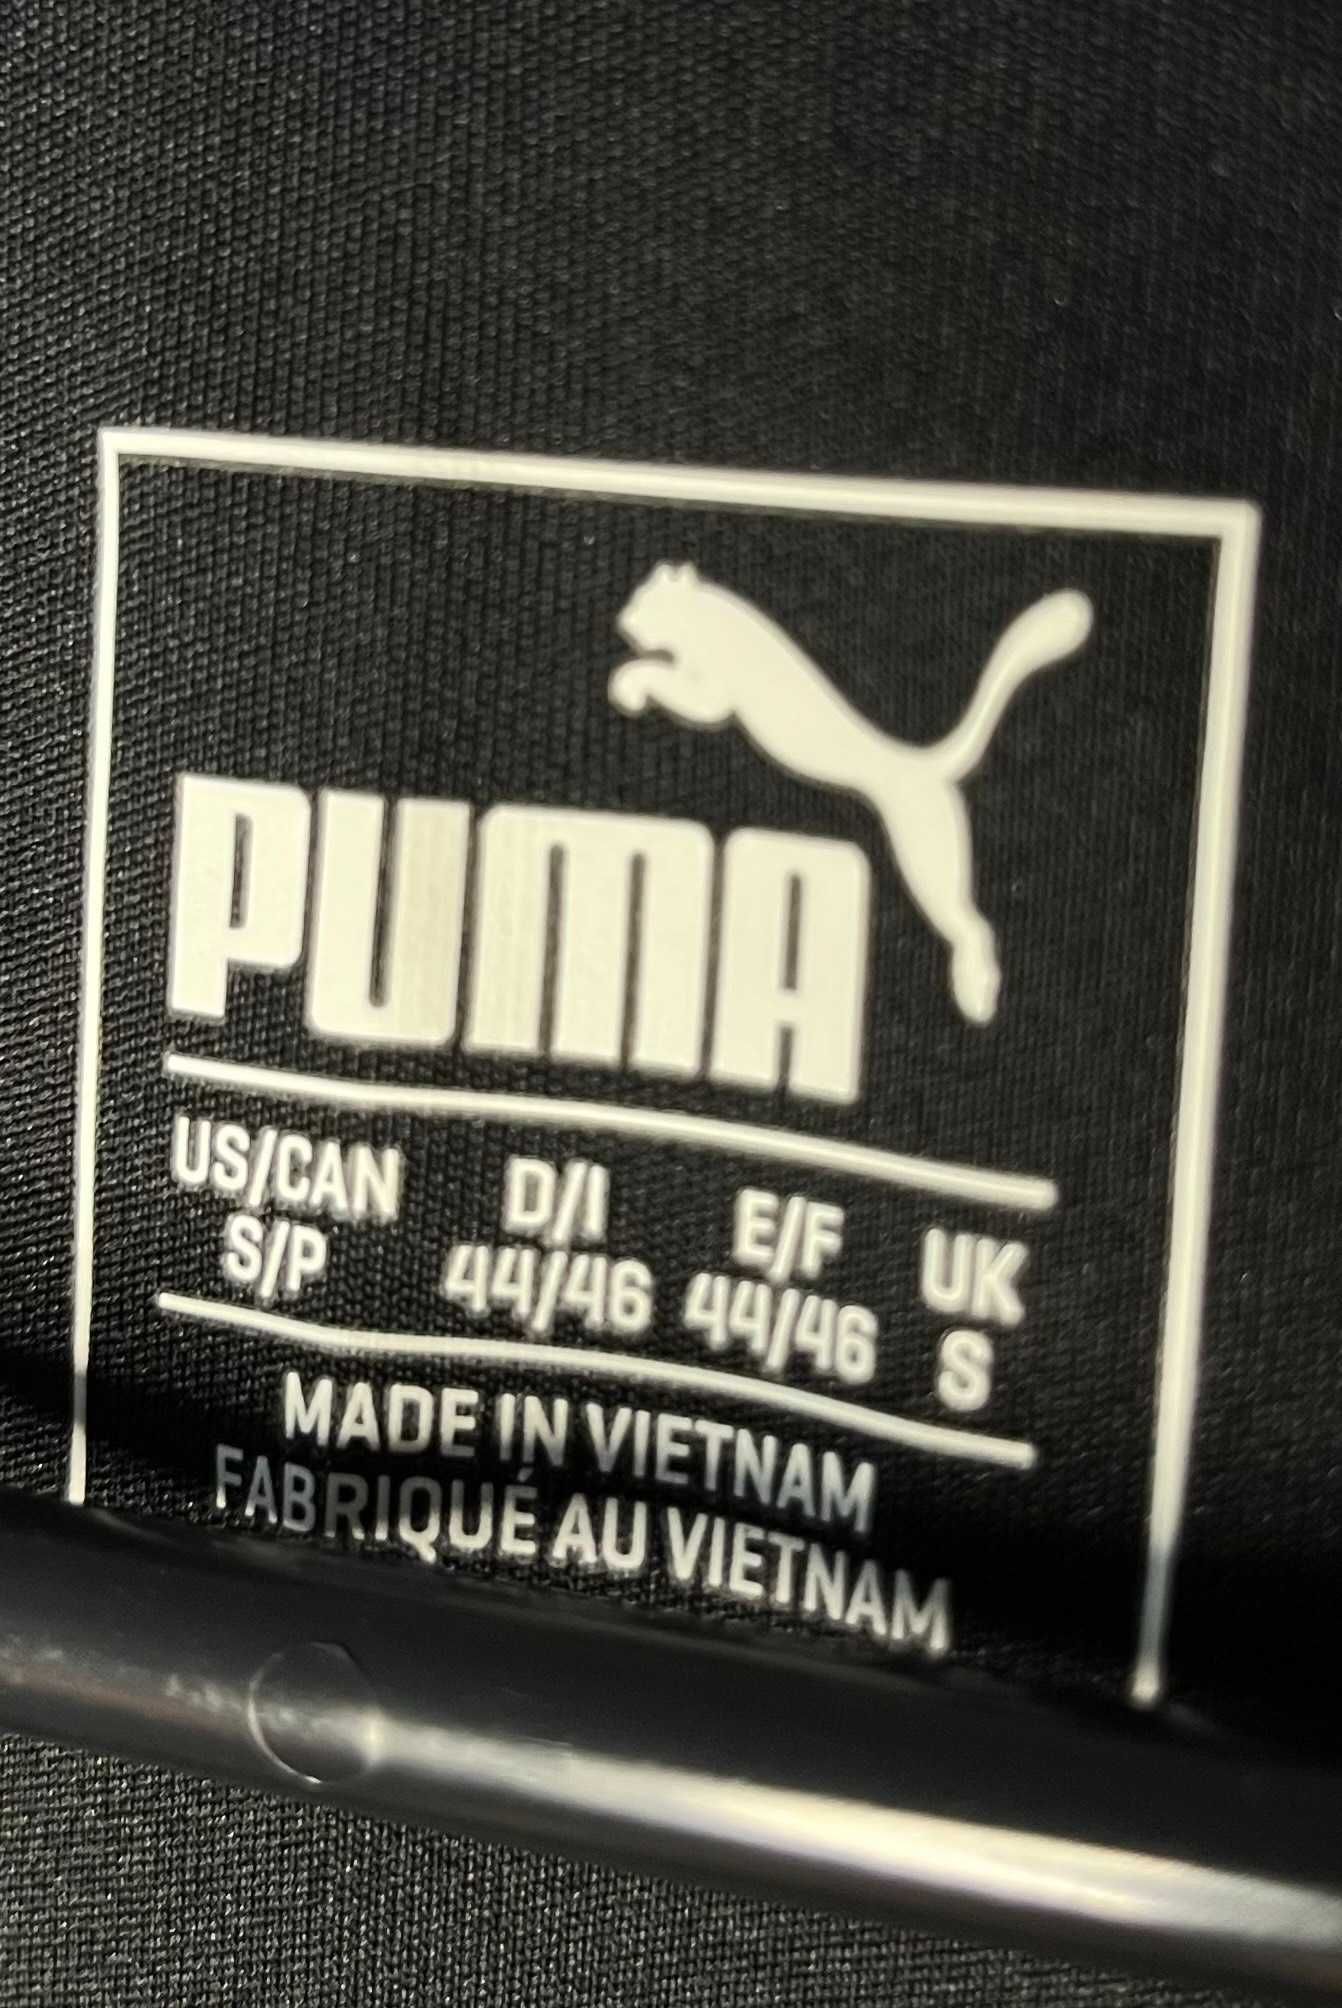 PUMA
US/CAN D/I E/F UK
S/P 44/46 44/46 S
MADE IN VIETNAM
FABRIQUÉ AU VIETNAM